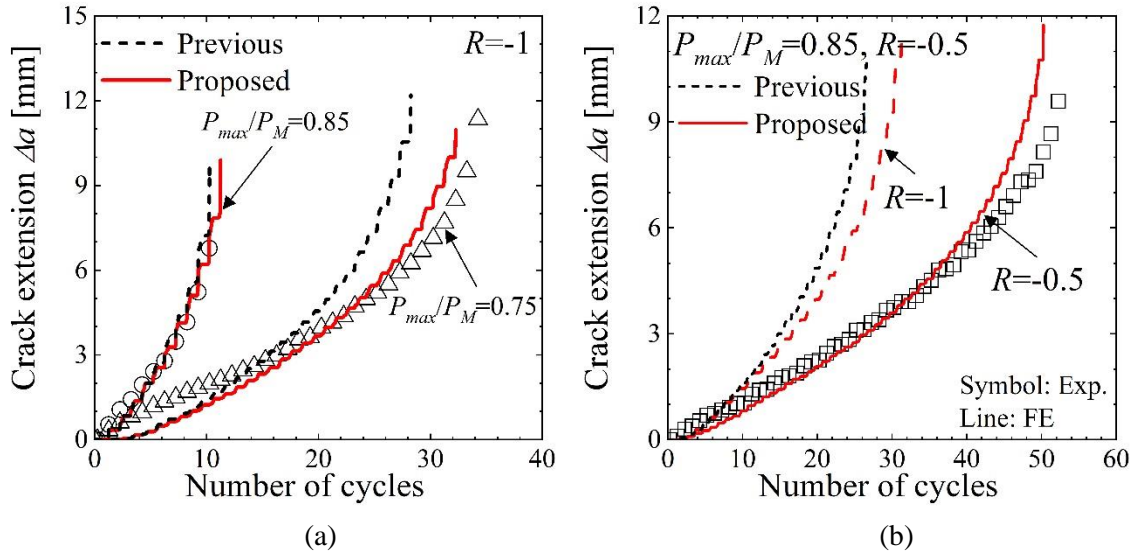 Previous
Proposed
R=-1
P_max/P_M=0.85
P_max/P_M=0.75
Crack extension Δa [mm]
15
12
9
6
3
0
0 10 20 30 40
Number of cycles
(a)
P_max/P_M=0.85, R=-0.5
Previous
Proposed
R=-1
R=-0.5
Symbol: Exp.
Line: FE
Crack extension Δa [mm]
12
9
6
3
0
0 10 20 30 40 50 60
Number of cycles
(b)